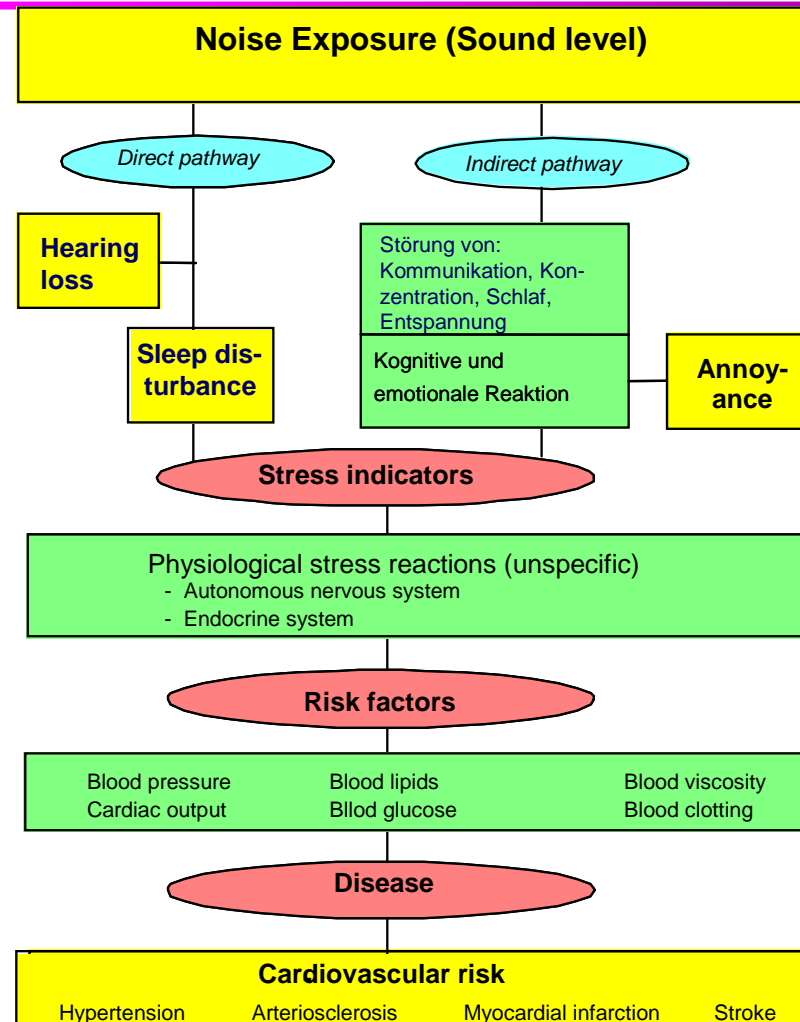 Noise Exposure (Sound level)
Direct pathway
Indirect pathway
Hearing
loss
Störung von:
Kommunikation, Kon-
zentration, Schlaf,
Entspannung
Sleep dis-
turbance
Kognitive und
emotionale Reaktion
Annoy-
ance
Stress indicators
Physiological stress reactions (unspecific)
- Autonomous nervous system
- Endocrine system
Risk factors
Blood pressure Blood lipids Blood viscosity
Cardiac output Bllod glucose Blood clotting
Disease
Cardiovascular risk
Hypertension Arteriosclerosis Myocardial infarction Stroke